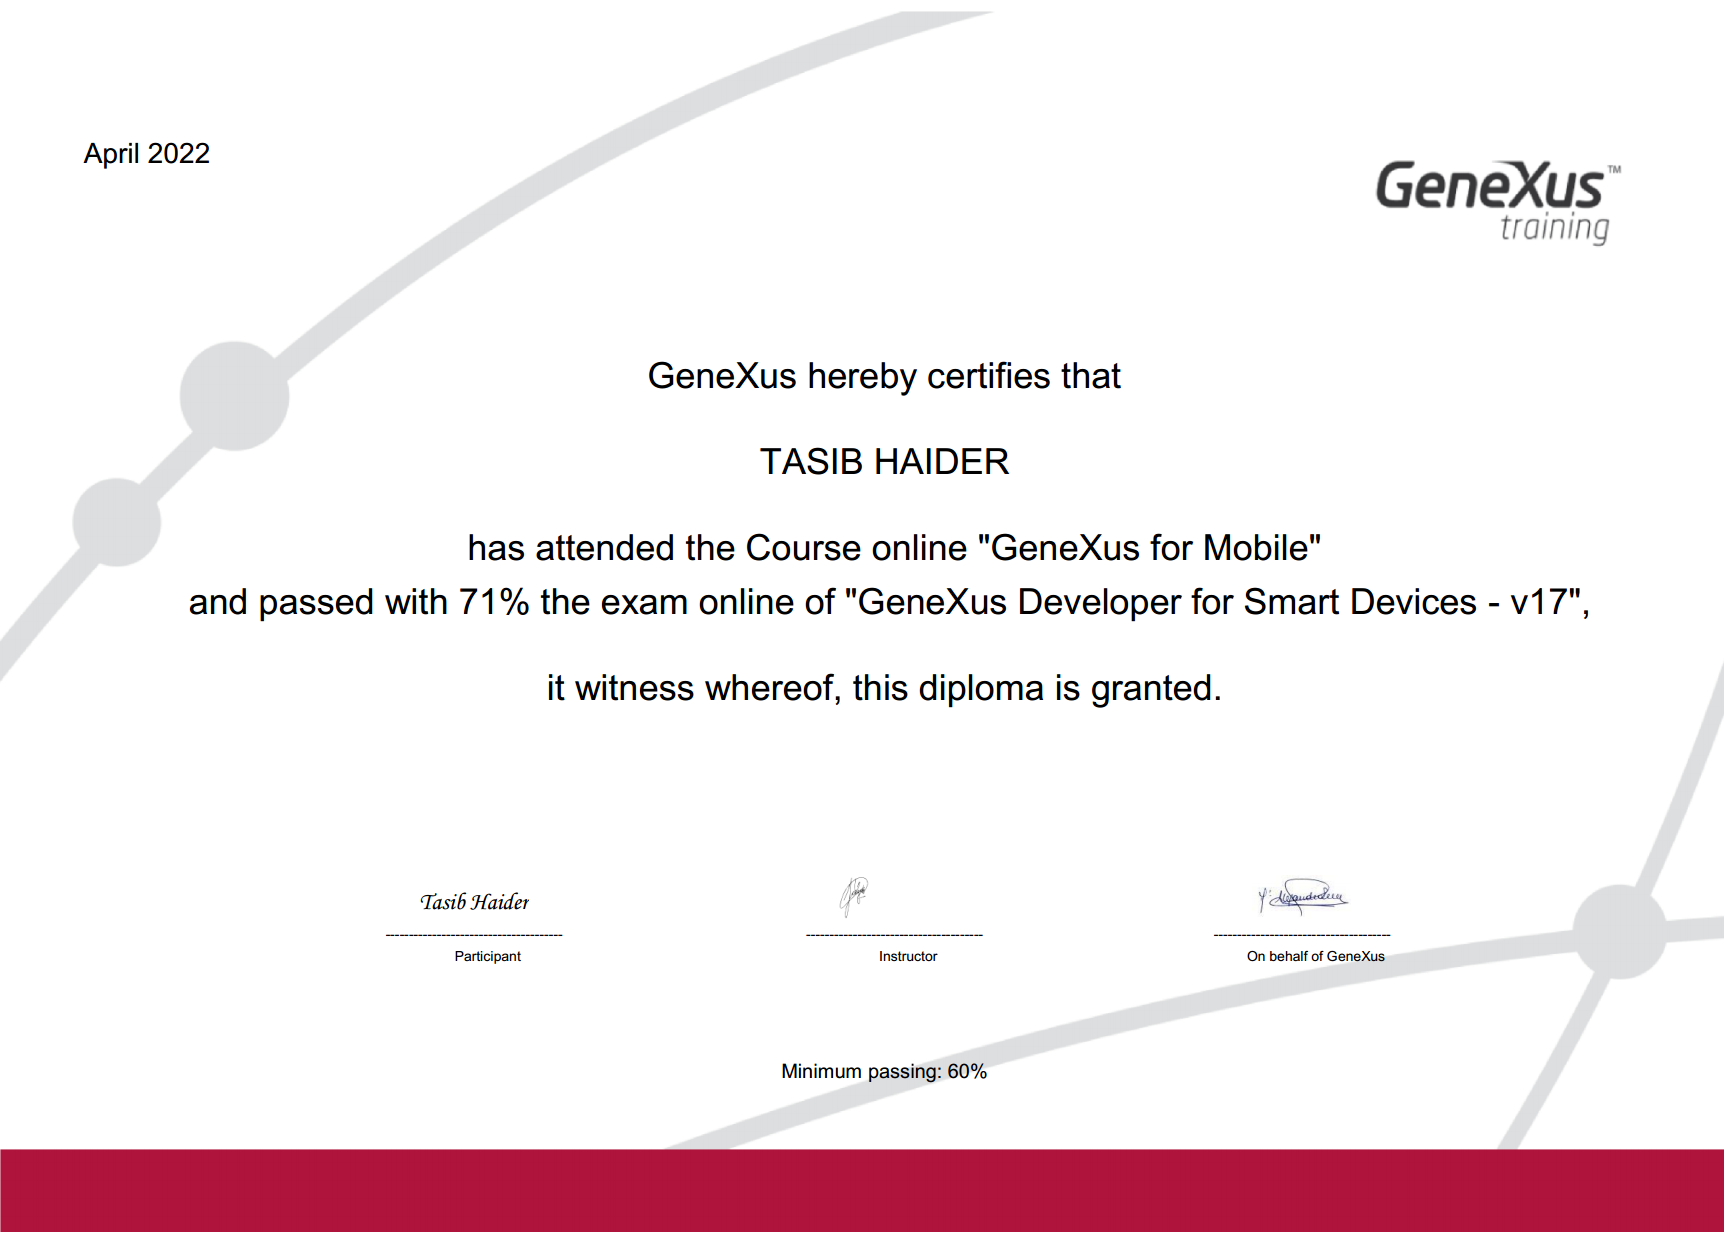 April 2022
GeneXus™
training
GeneXus hereby certifies that
TASIB HAIDER
has attended the Course online "GeneXus for Mobile"
and passed with 71% the exam online of "GeneXus Developer for Smart Devices - v17",
it witness whereof, this diploma is granted.
Tasib Haider
Participant
Instructor
On behalf of GeneXus
Minimum passing: 60%